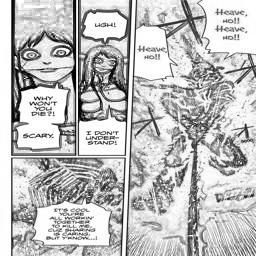 WHY
WON'T
YOU
DIE?!
SCARY.
UGH!
I DON'T
UNDER-
STAND!
IT'S COOL
YOU'RE
ALL WORKIN'
TOGETHER
TO KILL ME,
CUZ SHARING
IS CARING.
BUT Y'KNOW...!
Heave,
ho!!
Heave,
ho!!
Heave,
ho!!